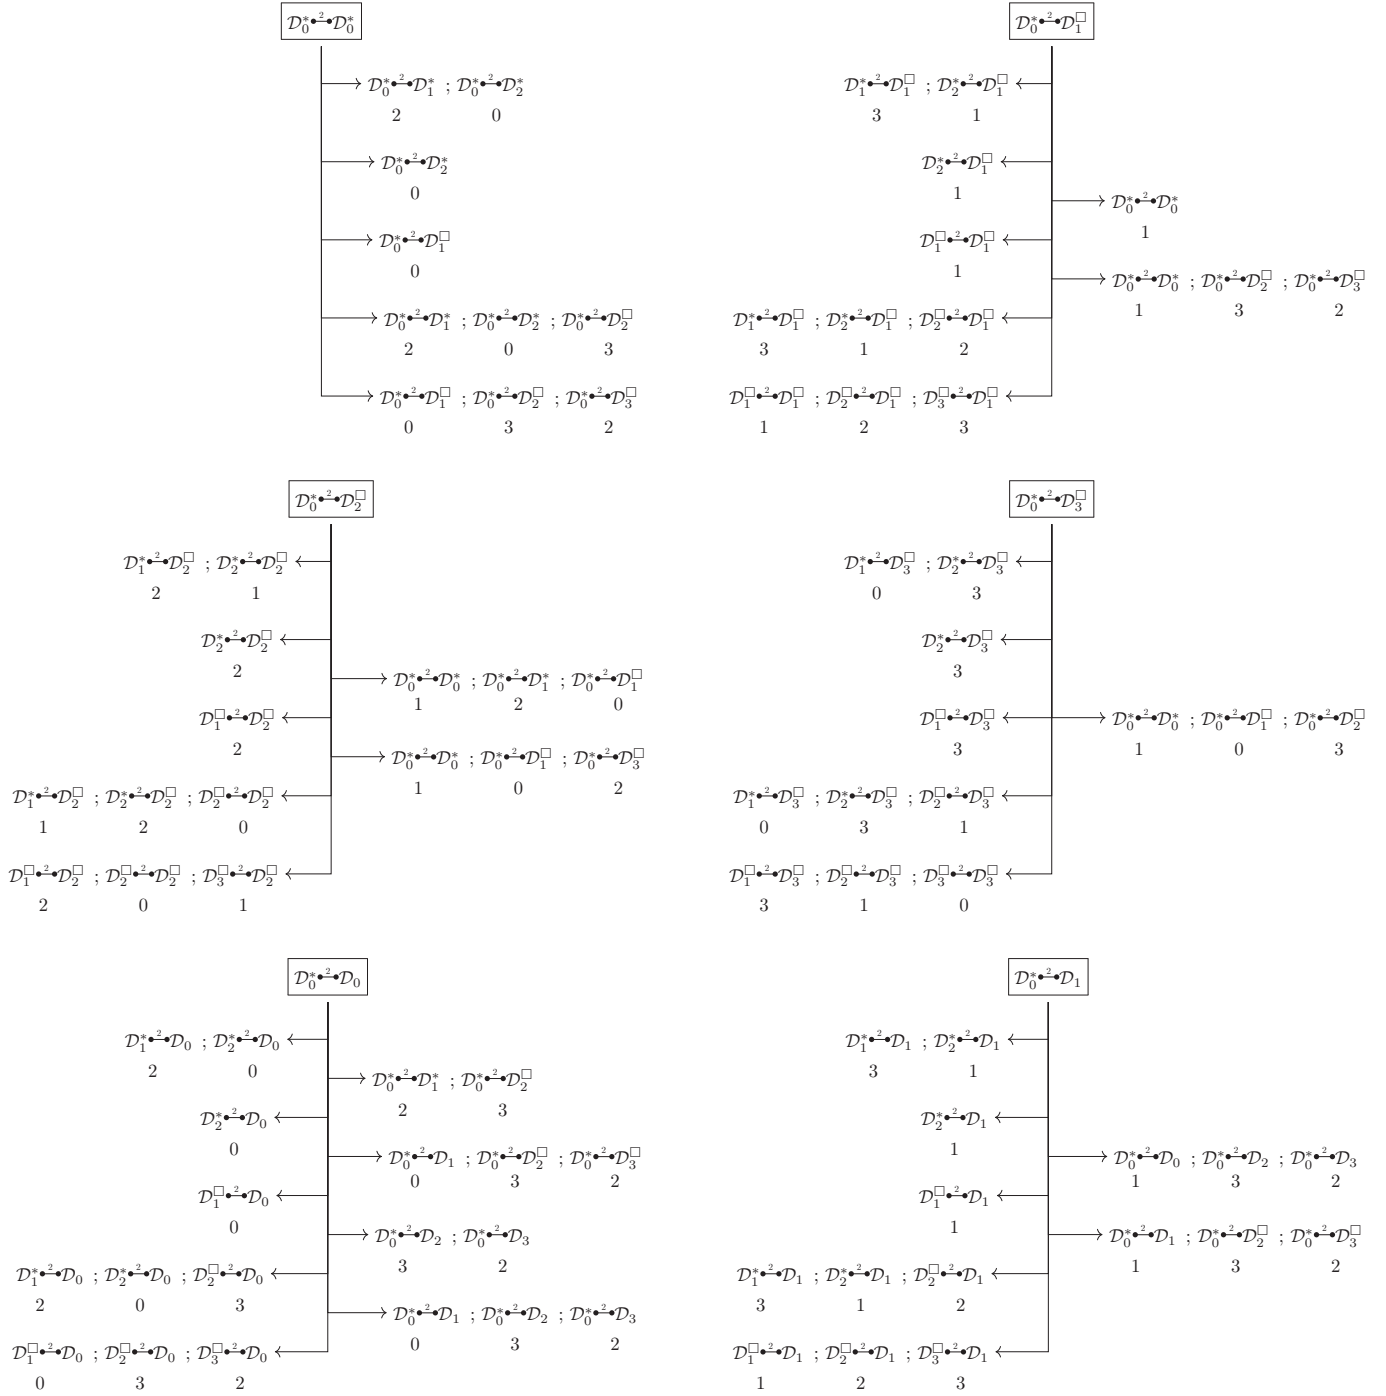 𝒟₀*•²•𝒟₀*
𝒟₀*•²•𝒟₁* ; 𝒟₀*•²•𝒟₂*
2 0
𝒟₀*•²•𝒟₂*
0
𝒟₀*•²•𝒟₁□
0
𝒟₀*•²•𝒟₁* ; 𝒟₀*•²•𝒟₂* ; 𝒟₀*•²•𝒟₂□
2 0 3
𝒟₀*•²•𝒟₁□ ; 𝒟₀*•²•𝒟₂□ ; 𝒟₀*•²•𝒟₃□
0 3 2
𝒟₀*•²•𝒟₁□
𝒟₁*•²•𝒟₁□ ; 𝒟₂*•²•𝒟₁□
3 1
𝒟₂*•²•𝒟₁□
1
𝒟₀*•²•𝒟₀*
1
𝒟₁□•²•𝒟₁□
1
𝒟₀*•²•𝒟₀* ; 𝒟₀*•²•𝒟₂□ ; 𝒟₀*•²•𝒟₃□
1 3 2
𝒟₁*•²•𝒟₁□ ; 𝒟₂*•²•𝒟₁□ ; 𝒟₂□•²•𝒟₁□
3 1 2
𝒟₁□•²•𝒟₁□ ; 𝒟₂□•²•𝒟₁□ ; 𝒟₃□•²•𝒟₁□
1 2 3
𝒟₀*•²•𝒟₂□
𝒟₁*•²•𝒟₂□ ; 𝒟₂*•²•𝒟₂□
2 1
𝒟₂*•²•𝒟₂□
2
𝒟₀*•²•𝒟₀* ; 𝒟₀*•²•𝒟₁* ; 𝒟₀*•²•𝒟₁□
1 2 0
𝒟₁□•²•𝒟₂□
2
𝒟₀*•²•𝒟₀* ; 𝒟₀*•²•𝒟₁□ ; 𝒟₀*•²•𝒟₃□
1 0 2
𝒟₁*•²•𝒟₂□ ; 𝒟₂*•²•𝒟₂□ ; 𝒟₂□•²•𝒟₂□
1 2 0
𝒟₁□•²•𝒟₂□ ; 𝒟₂□•²•𝒟₂□ ; 𝒟₃□•²•𝒟₂□
2 0 1
𝒟₀*•²•𝒟₃□
𝒟₁*•²•𝒟₃□ ; 𝒟₂*•²•𝒟₃□
0 3
𝒟₂*•²•𝒟₃□
3
𝒟₁□•²•𝒟₃□
3
𝒟₀*•²•𝒟₀* ; 𝒟₀*•²•𝒟₁□ ; 𝒟₀*•²•𝒟₂□
1 0 3
𝒟₁*•²•𝒟₃□ ; 𝒟₂*•²•𝒟₃□ ; 𝒟₂□•²•𝒟₃□
0 3 1
𝒟₁□•²•𝒟₃□ ; 𝒟₂□•²•𝒟₃□ ; 𝒟₃□•²•𝒟₃□
3 1 0
𝒟₀*•²•𝒟₀
𝒟₁*•²•𝒟₀ ; 𝒟₂*•²•𝒟₀
2 0
𝒟₀*•²•𝒟₁* ; 𝒟₀*•²•𝒟₂□
2 3
𝒟₂*•²•𝒟₀
0
𝒟₀*•²•𝒟₁ ; 𝒟₀*•²•𝒟₂□ ; 𝒟₀*•²•𝒟₃□
0 3 2
𝒟₁□•²•𝒟₀
0
𝒟₀*•²•𝒟₂ ; 𝒟₀*•²•𝒟₃
3 2
𝒟₁*•²•𝒟₀ ; 𝒟₂*•²•𝒟₀ ; 𝒟₂□•²•𝒟₀
2 0 3
𝒟₀*•²•𝒟₁ ; 𝒟₀*•²•𝒟₂ ; 𝒟₀*•²•𝒟₃
0 3 2
𝒟₁□•²•𝒟₀ ; 𝒟₂□•²•𝒟₀ ; 𝒟₃□•²•𝒟₀
0 3 2
𝒟₀*•²•𝒟₁
𝒟₁*•²•𝒟₁ ; 𝒟₂*•²•𝒟₁
3 1
𝒟₂*•²•𝒟₁
1
𝒟₀*•²•𝒟₀ ; 𝒟₀*•²•𝒟₂ ; 𝒟₀*•²•𝒟₃
1 3 2
𝒟₁□•²•𝒟₁
1
𝒟₀*•²•𝒟₁ ; 𝒟₀*•²•𝒟₂□ ; 𝒟₀*•²•𝒟₃□
1 3 2
𝒟₁*•²•𝒟₁ ; 𝒟₂*•²•𝒟₁ ; 𝒟₂□•²•𝒟₁
3 1 2
𝒟₁□•²•𝒟₁ ; 𝒟₂□•²•𝒟₁ ; 𝒟₃□•²•𝒟₁
1 2 3